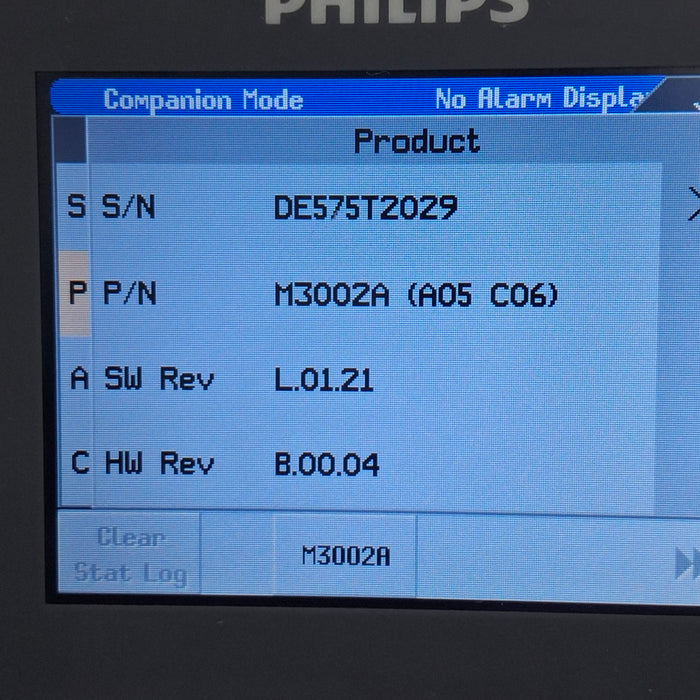 PHILIPS
Companion Mode No Alarm Displa
Product
S S/N DE575T2029
P P/N M3002A (A05 C06)
A SW Rev L.01.21
C HW Rev B.00.04
Clear
Stat Log
M3002A